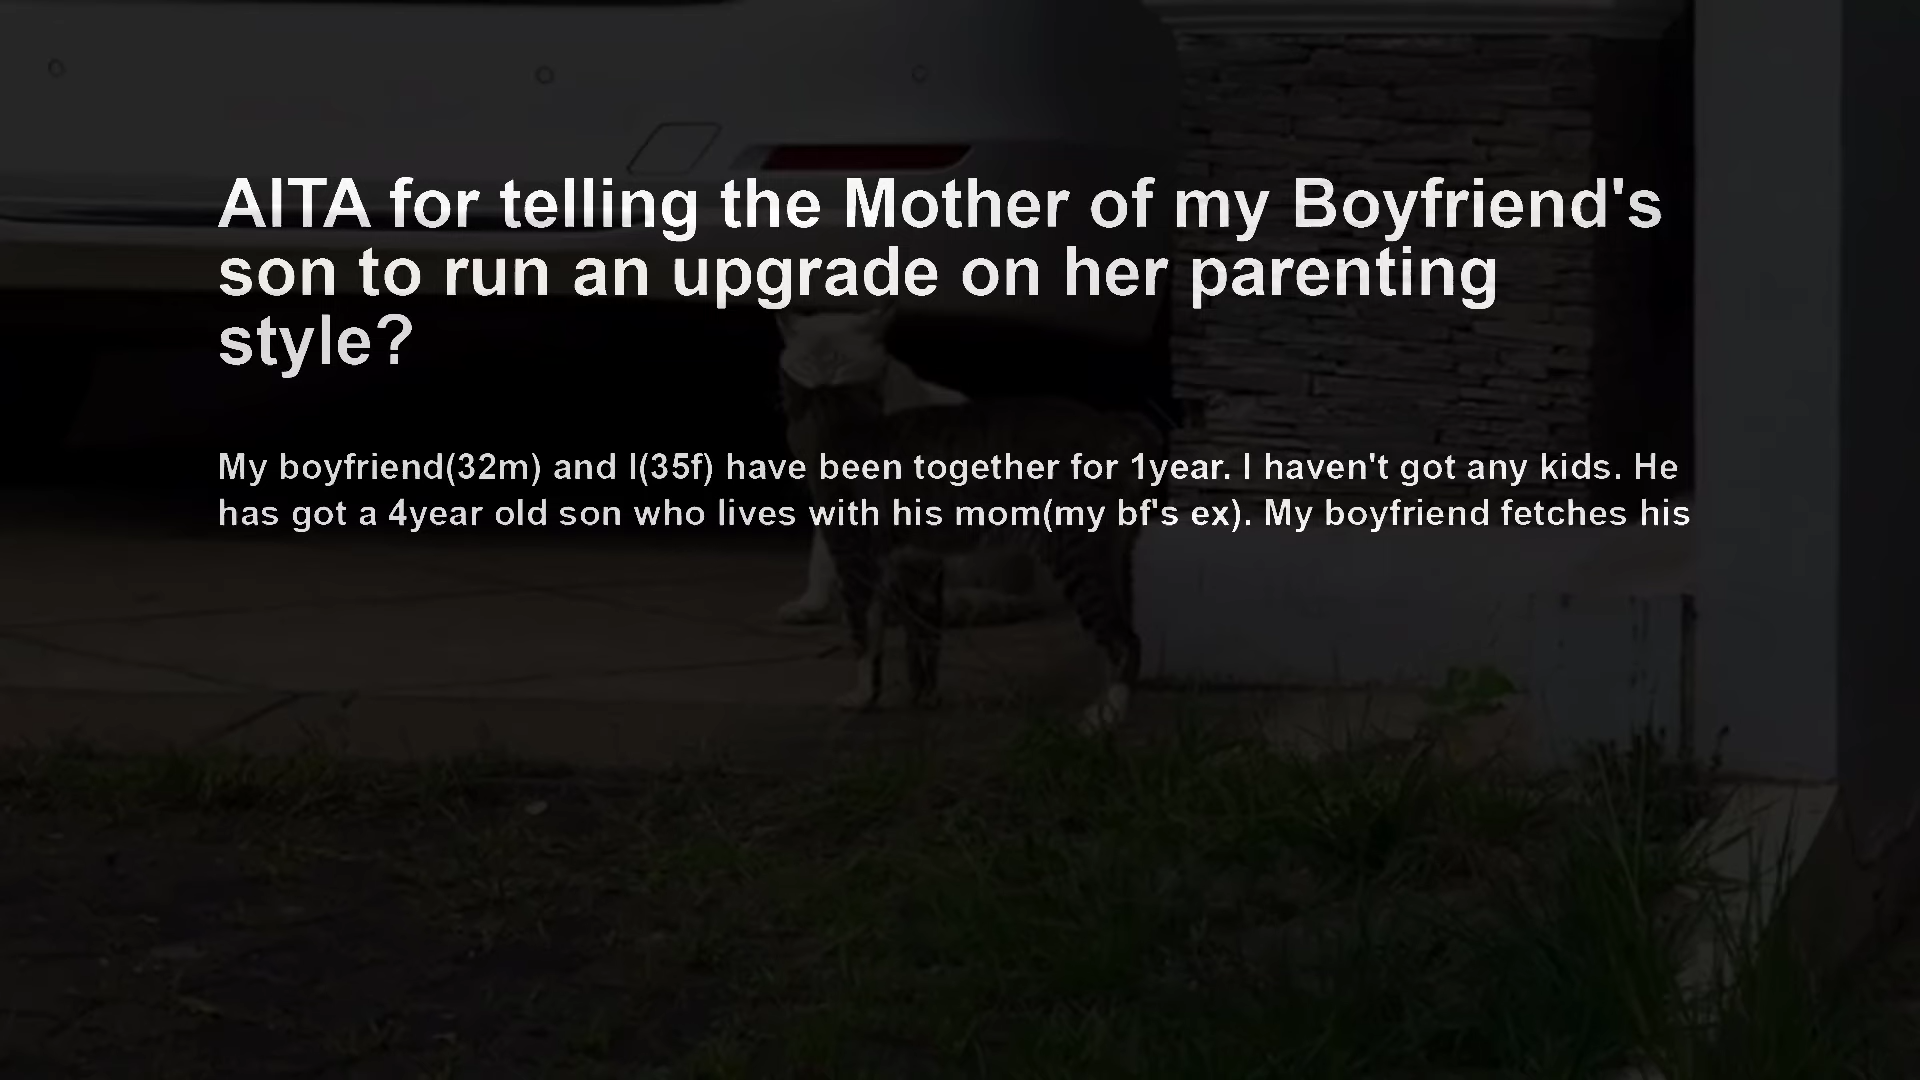 AITA for telling the Mother of my Boyfriend's
son to run an upgrade on her parenting
style?
My boyfriend(32m) and I(35f) have been together for 1year. I haven't got any kids. He
has got a 4year old son who lives with his mom(my bf's ex). My boyfriend fetches his